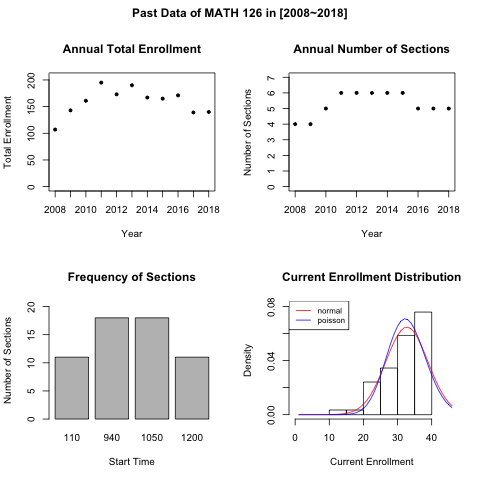 Past Data of MATH 126 in [2008~2018]
Annual Total Enrollment
Total Enrollment
0 50 100 150 200
2008 2010 2012 2014 2016 2018
Year
Annual Number of Sections
Number of Sections
0 1 2 3 4 5 6 7
2008 2010 2012 2014 2016 2018
Year
Frequency of Sections
Number of Sections
0 5 10 15 20
110 940 1050 1200
Start Time
Current Enrollment Distribution
normal
poisson
Density
0.00 0.04 0.08
0 10 20 30 40
Current Enrollment